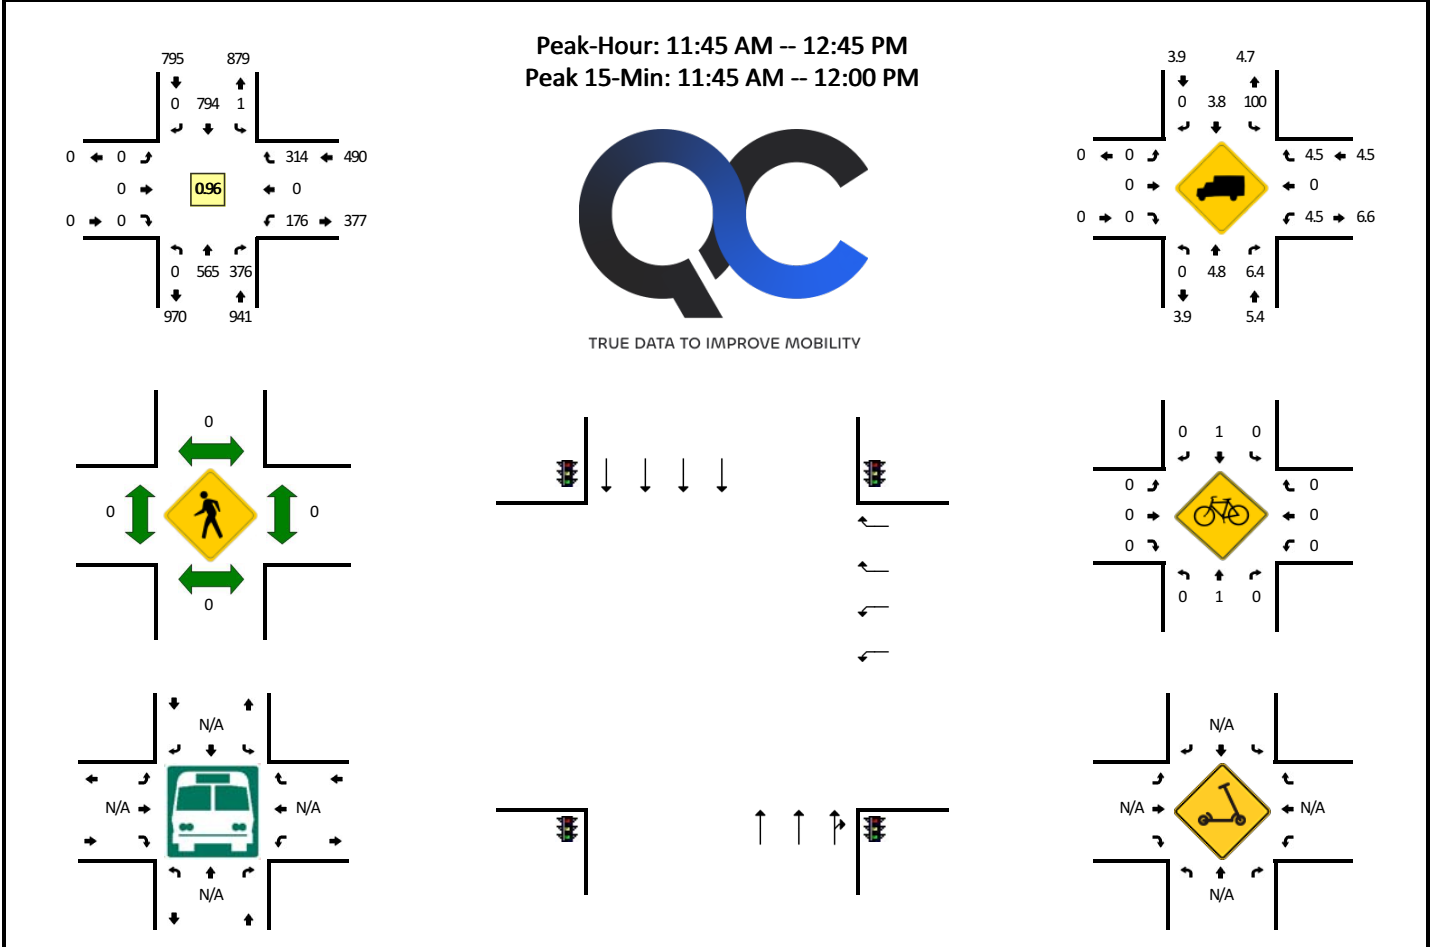 Peak-Hour: 11:45 AM -- 12:45 PM
Peak 15-Min: 11:45 AM -- 12:00 PM
795 879
0 794 1
0 0 314 490
0 0.96 0
0 0 176 377
0 565 376
970 941
QC
TRUE DATA TO IMPROVE MOBILITY
3.9 4.7
0 3.8 100
0 0 4.5 4.5
0 0
0 0 4.5 6.6
0 4.8 6.4
3.9 5.4
0
0 0
0
0 1 0
0 0
0 0
0 0
0 1 0
N/A
N/A N/A
N/A
N/A
N/A N/A
N/A